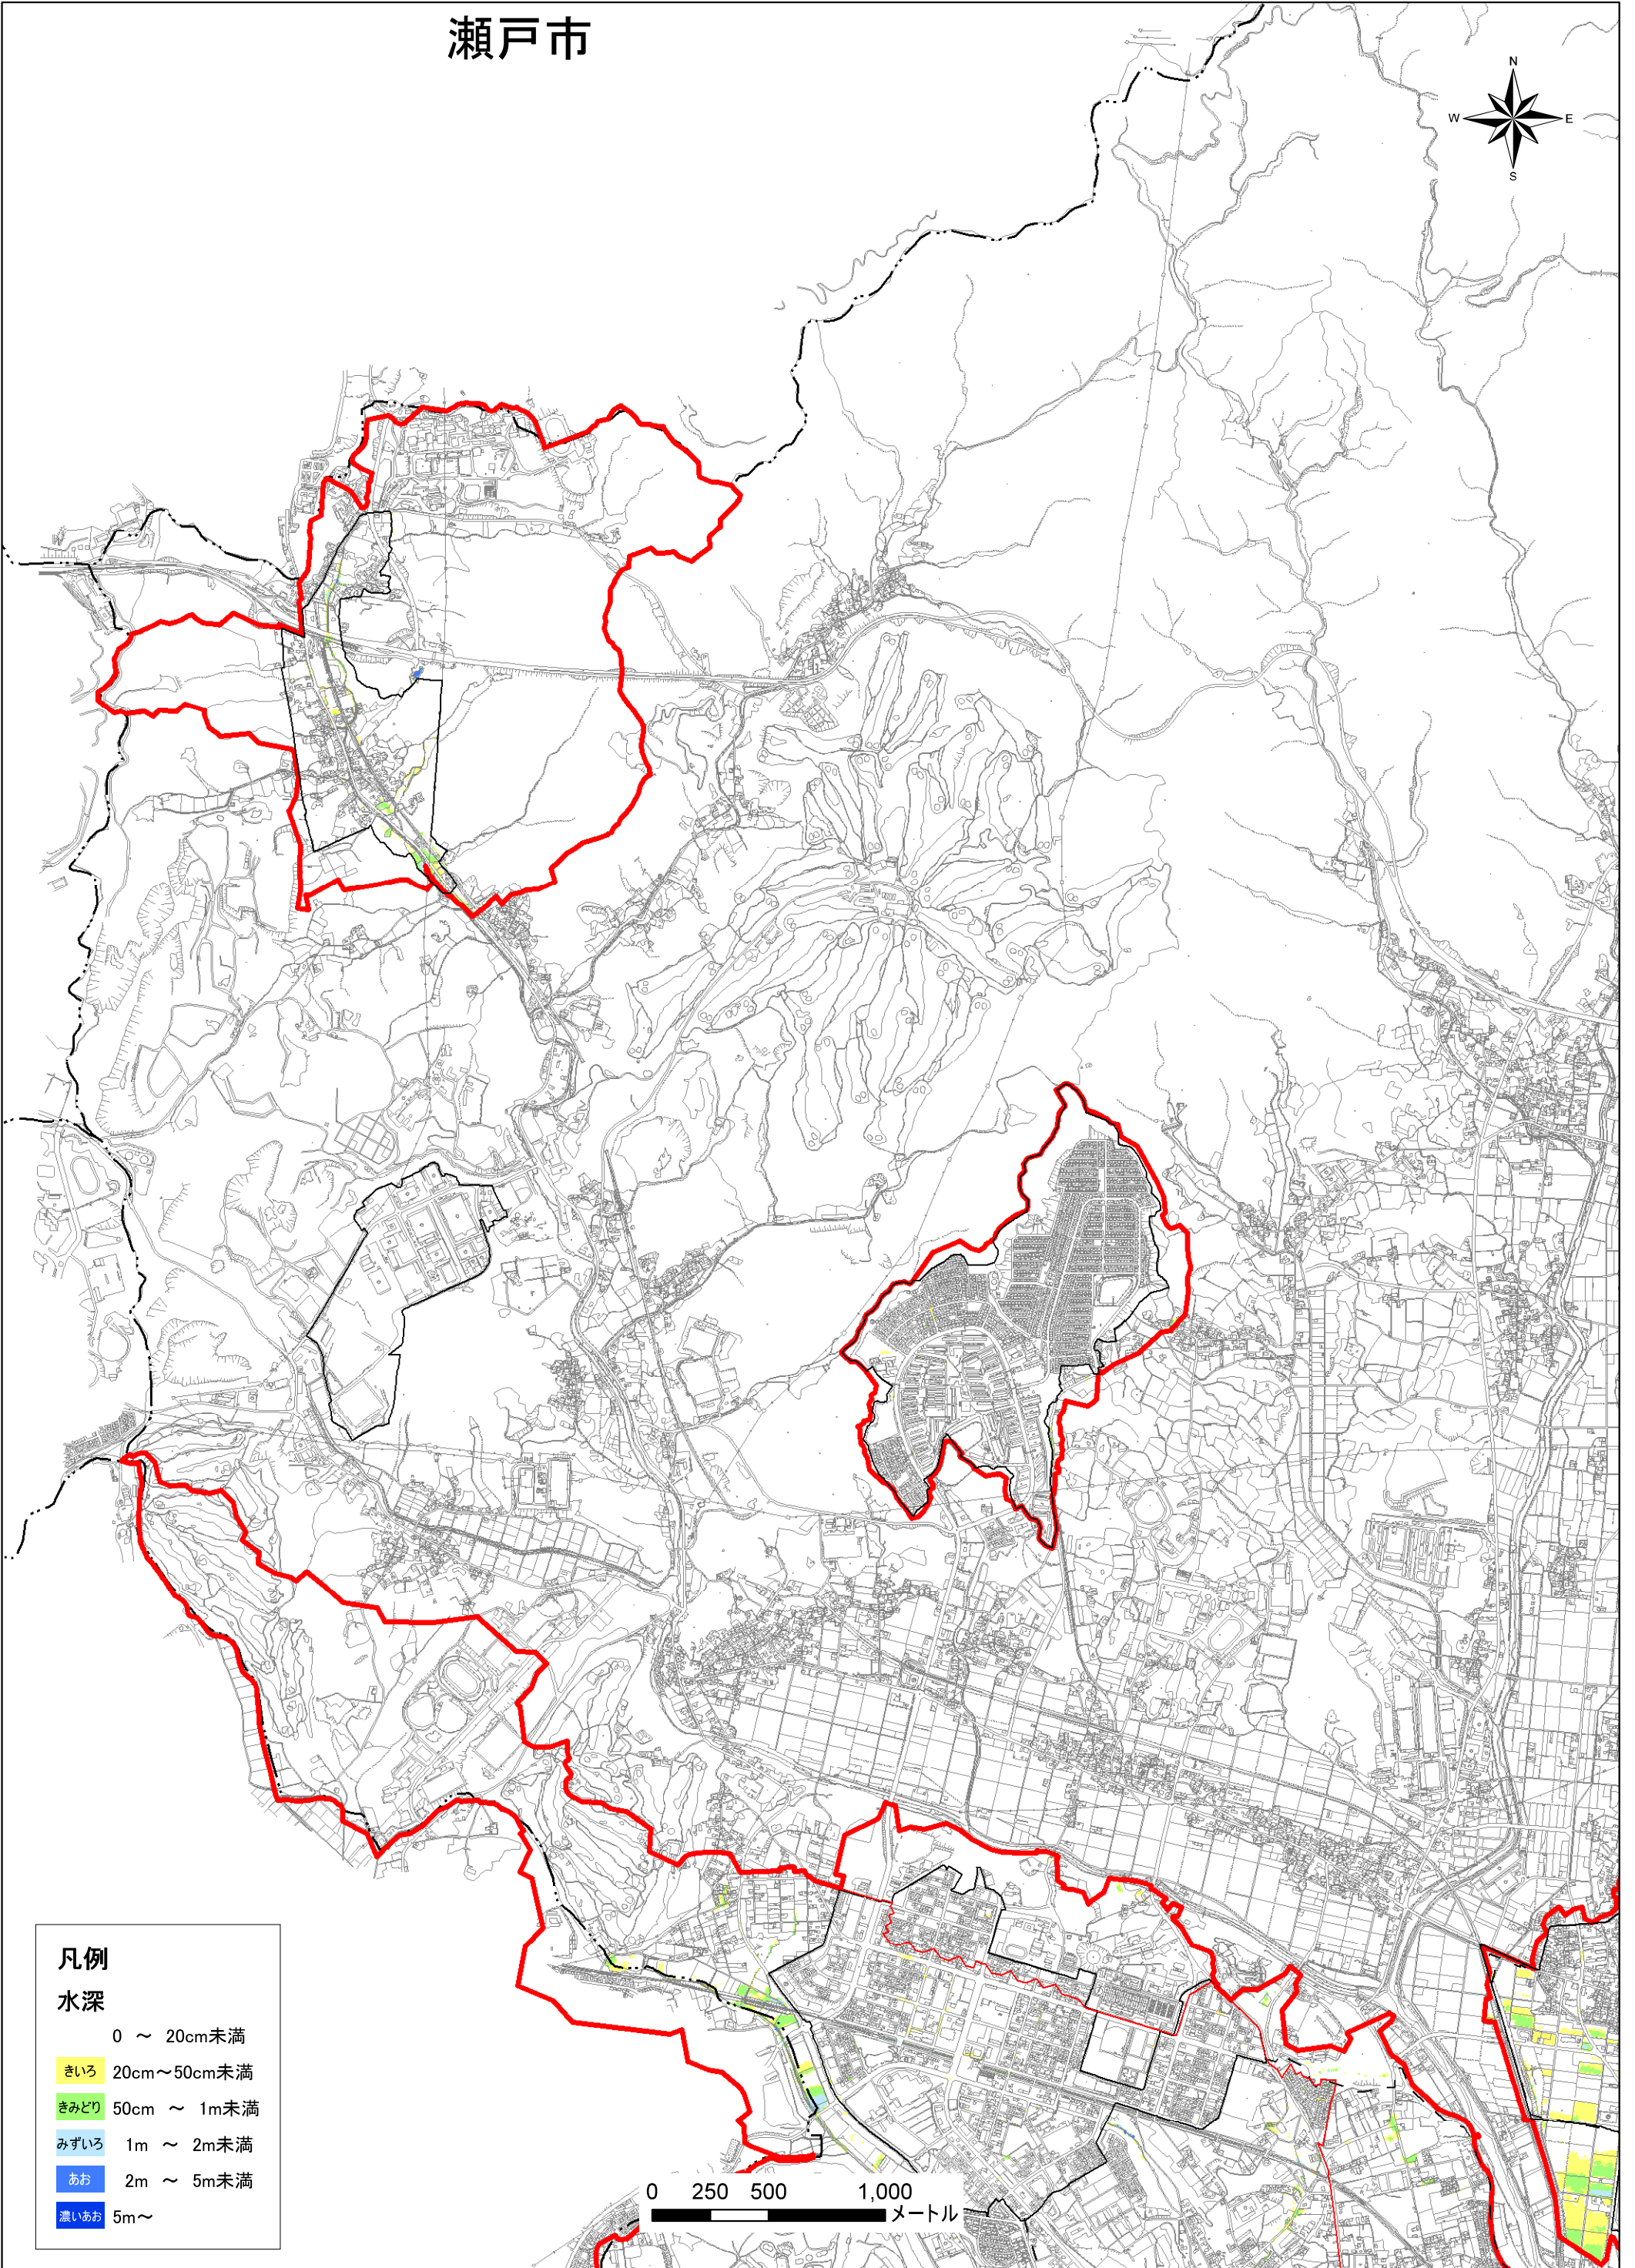 瀬戸市
N
W E
S
凡例
水深
0 ～ 20cm未満
きいろ 20cm～50cm未満
きみどり 50cm ～ 1m未満
みずいろ 1m ～ 2m未満
あお 2m ～ 5m未満
濃いあお 5m～
0 250 500 1,000
メートル